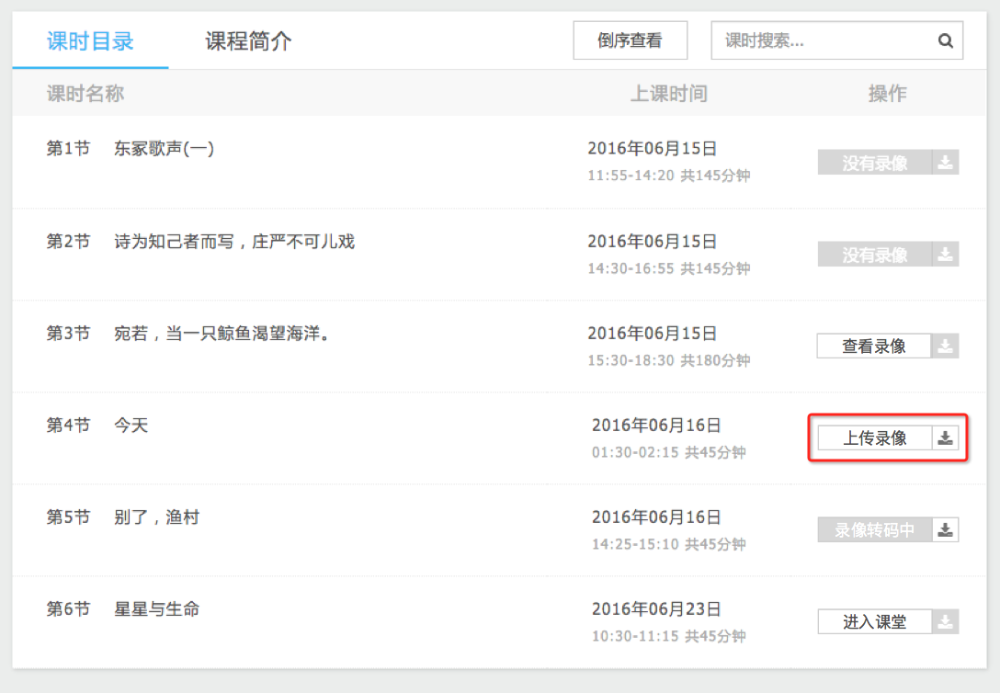 课时目录 课程简介 倒序查看 课时搜索...
课时名称 上课时间 操作
第1节 东冢歌声(一) 2016年06月15日
11:55-14:20 共145分钟 没有录像
第2节 诗为知己者而写，庄严不可儿戏 2016年06月15日
14:30-16:55 共145分钟 没有录像
第3节 宛若，当一只鲸鱼渴望海洋。 2016年06月15日
15:30-18:30 共180分钟 查看录像
第4节 今天 2016年06月16日
01:30-02:15 共45分钟 上传录像
第5节 别了，渔村 2016年06月16日
14:25-15:10 共45分钟 录像转码中
第6节 星星与生命 2016年06月23日
10:30-11:15 共45分钟 进入课堂